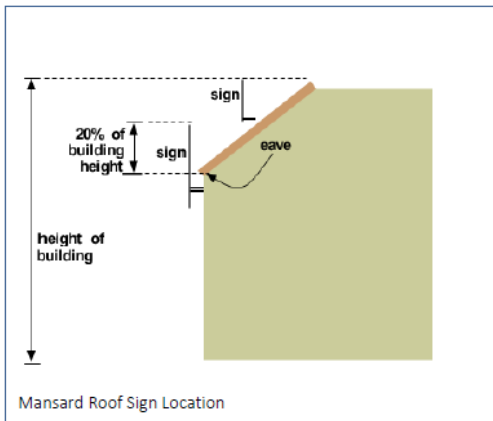 sign
20% of
building
height
sign
eave
height of
building
Mansard Roof Sign Location